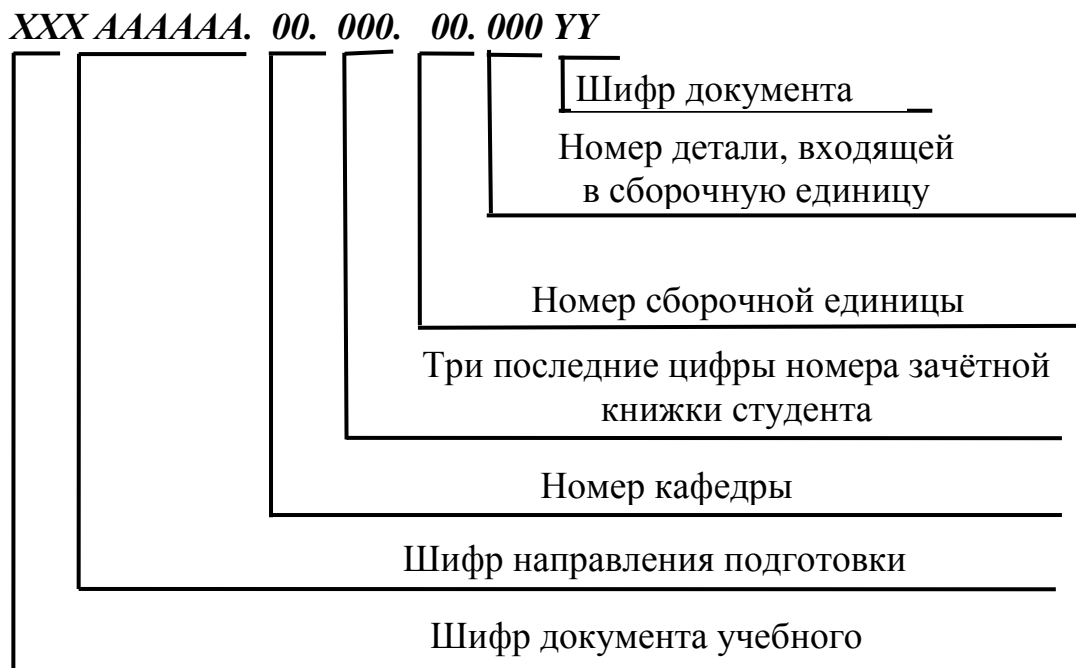 XXX AAAAAA. 00. 000. 00. 000 YY
Шифр документа
Номер детали, входящей
в сборочную единицу
Номер сборочной единицы
Три последние цифры номера зачётной
книжки студента
Номер кафедры
Шифр направления подготовки
Шифр документа учебного